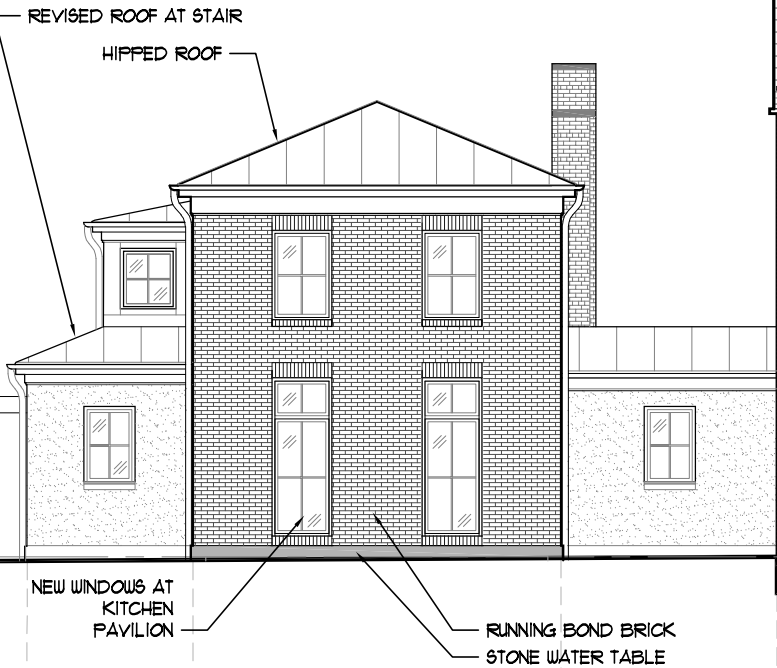 REVISED ROOF AT STAIR
HIPPED ROOF
NEW WINDOWS AT
KITCHEN
PAVILION
RUNNING BOND BRICK
STONE WATER TABLE